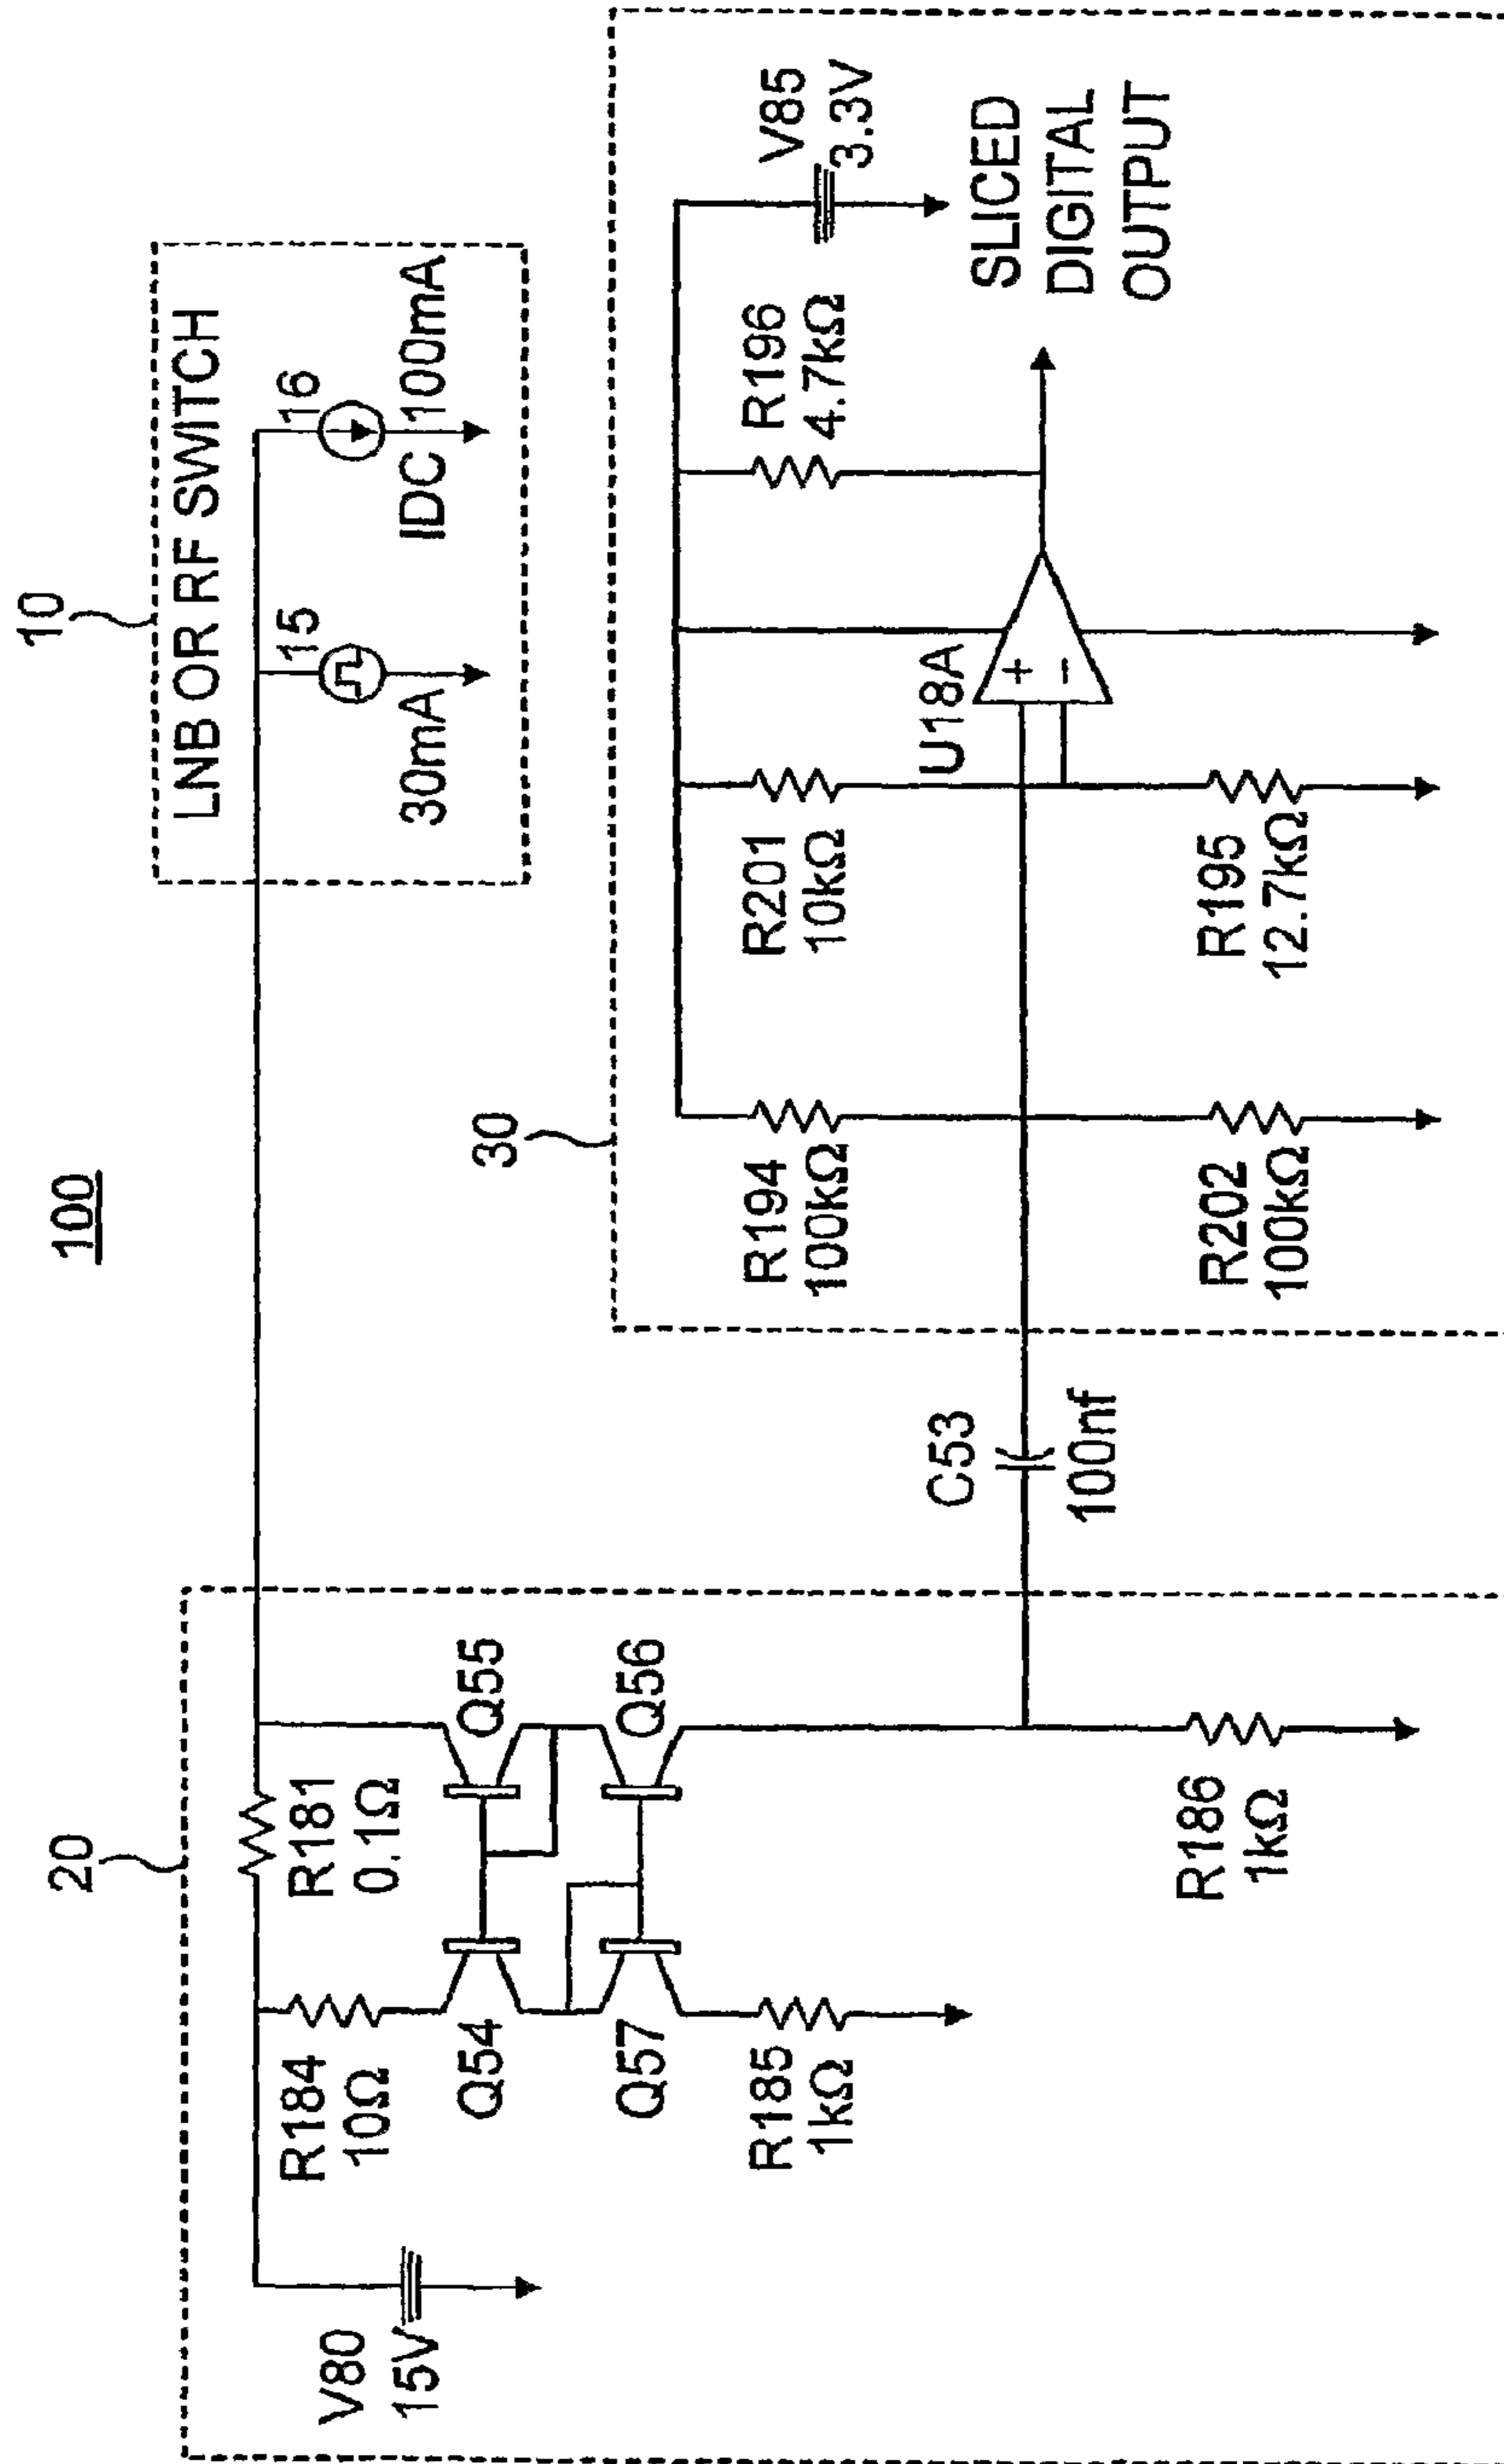 100
10
LNB OR RF SWITCH
15
30mA
16
IDC 100mA
20
V80
15V
R184
10Ω
R181
0.1Ω
Q54
Q55
Q57
Q56
R185
1kΩ
R186
1kΩ
C53
100nf
30
R194
100kΩ
R202
100kΩ
R201
10kΩ
R195
12.7kΩ
U18A
+
−
R196
4.7kΩ
V85
3.3V
SLICED
DIGITAL
OUTPUT